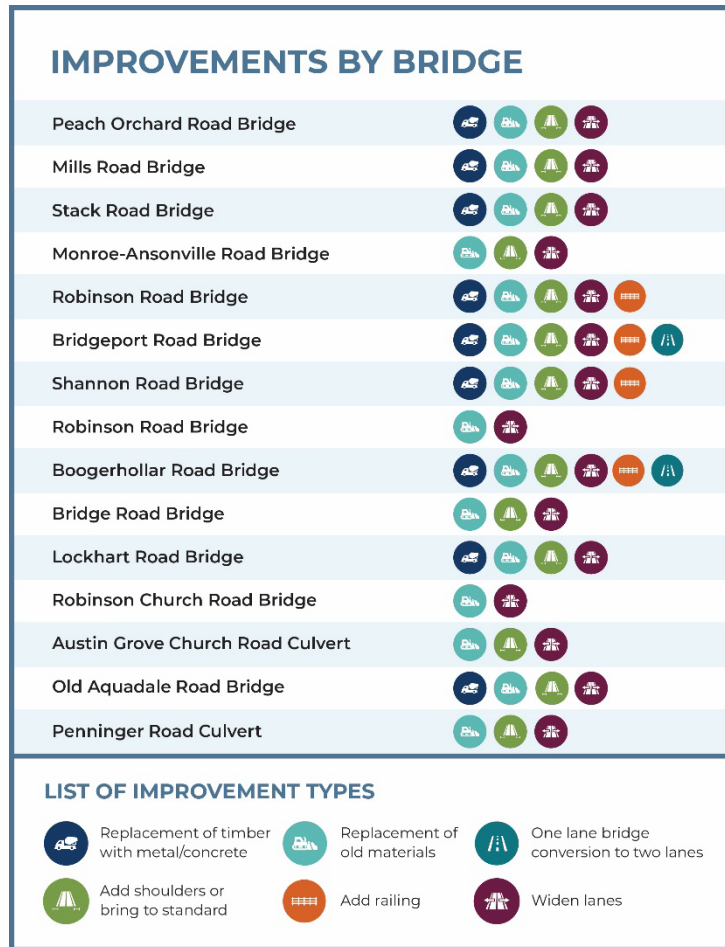 IMPROVEMENTS BY BRIDGE
Peach Orchard Road Bridge
Mills Road Bridge
Stack Road Bridge
Monroe-Ansonville Road Bridge
Robinson Road Bridge
Bridgeport Road Bridge
Shannon Road Bridge
Robinson Road Bridge
Boogerhollar Road Bridge
Bridge Road Bridge
Lockhart Road Bridge
Robinson Church Road Bridge
Austin Grove Church Road Culvert
Old Aquadale Road Bridge
Penninger Road Culvert
LIST OF IMPROVEMENT TYPES
Replacement of timber
with metal/concrete
Replacement of
old materials
One lane bridge
conversion to two lanes
Add shoulders or
bring to standard
Add railing
Widen lanes